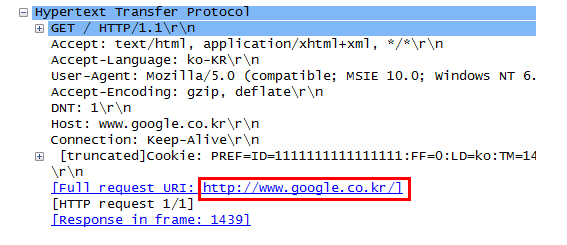 Hypertext Transfer Protocol
GET / HTTP/1.1\r\n
Accept: text/html, application/xhtml+xml, */*\r\n
Accept-Language: ko-KR\r\n
User-Agent: Mozilla/5.0 (compatible; MSIE 10.0; Windows NT 6.
Accept-Encoding: gzip, deflate\r\n
DNT: 1\r\n
Host: www.google.co.kr\r\n
Connection: Keep-Alive\r\n
[truncated]Cookie: PREF=ID=1111111111111111:FF=0:LD=ko:TM=14
\r\n
[Full request URI: http://www.google.co.kr/]
[HTTP request 1/1]
[Response in frame: 1439]